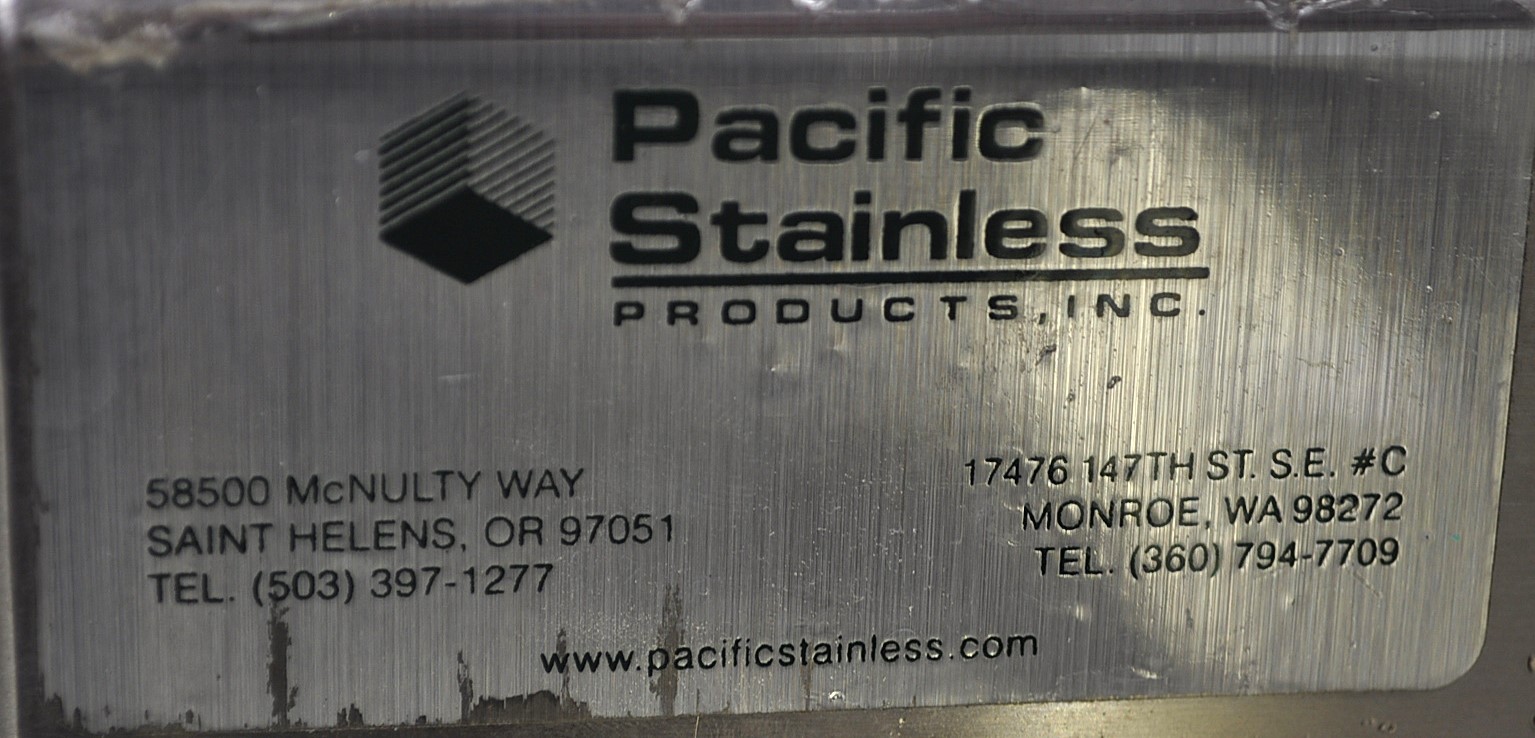 Pacific
Stainless
PRODUCTS, INC.
58500 McNULTY WAY
SAINT HELENS, OR 97051
TEL. (503) 397-1277
17476 147TH ST. S.E. #C
MONROE, WA 98272
TEL. (360) 794-7709
www.pacificstainless.com